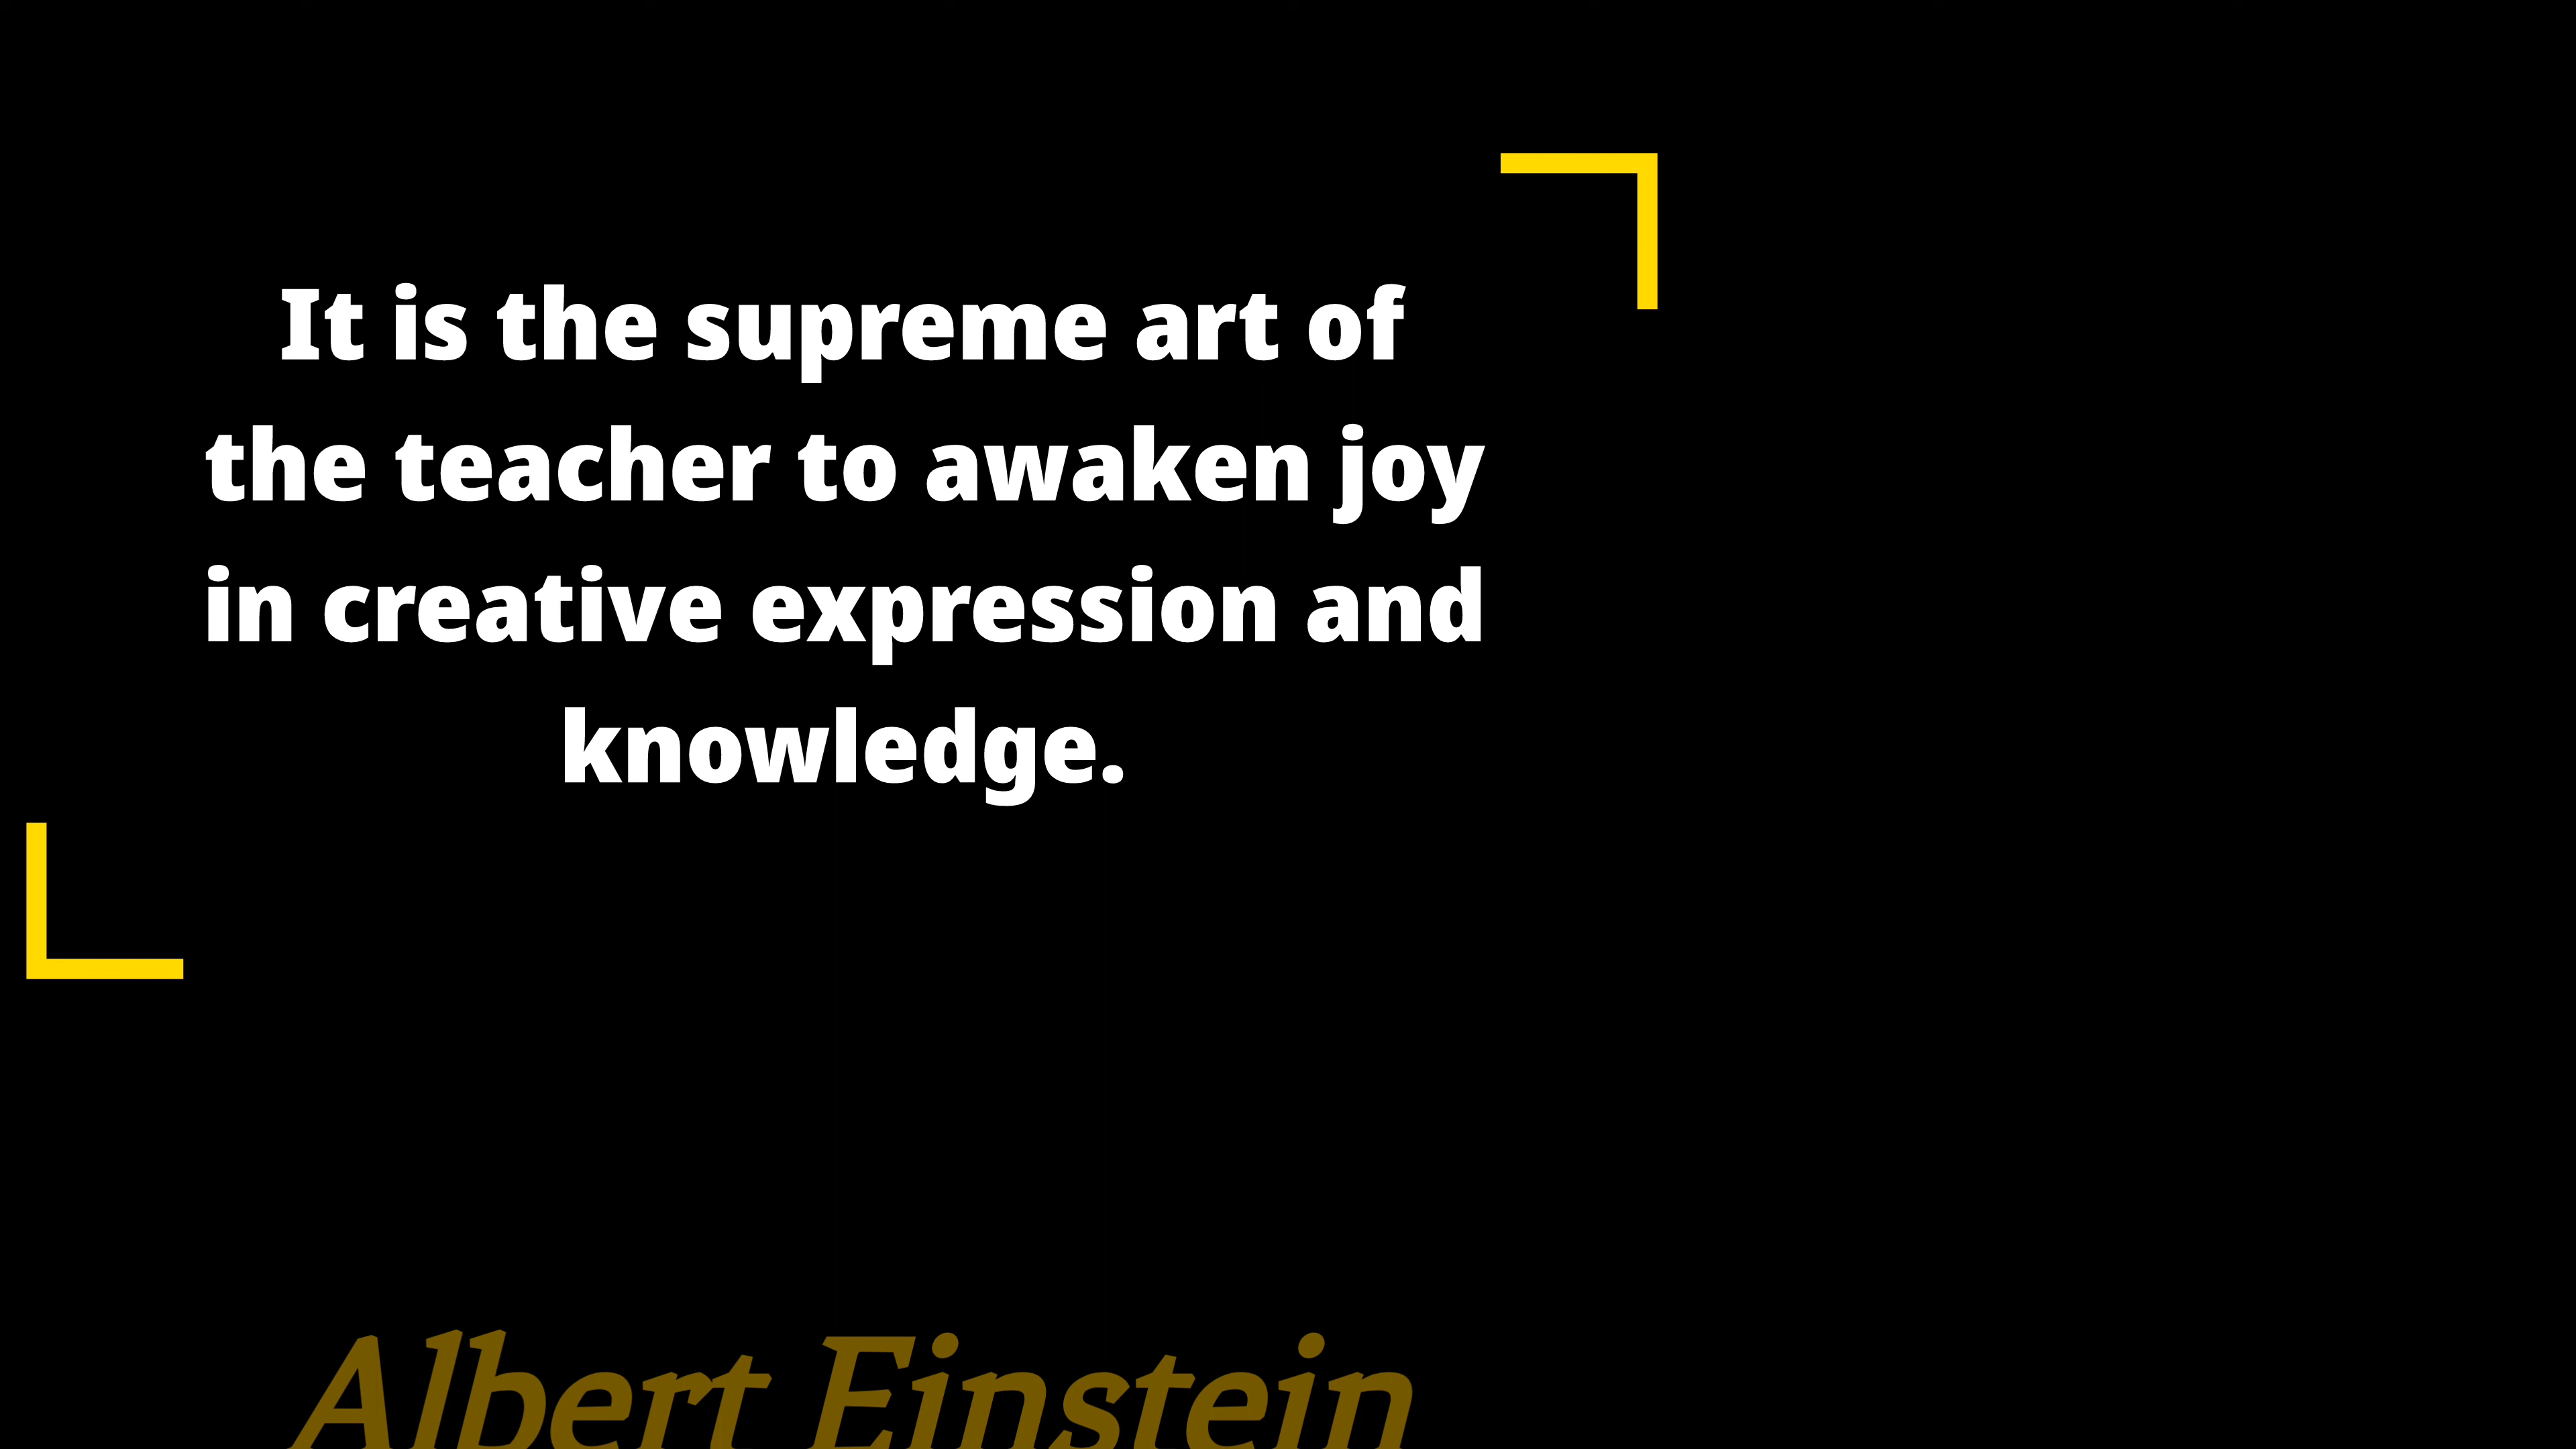 It is the supreme art of
the teacher to awaken joy
in creative expression and
knowledge.
Albert Einstein